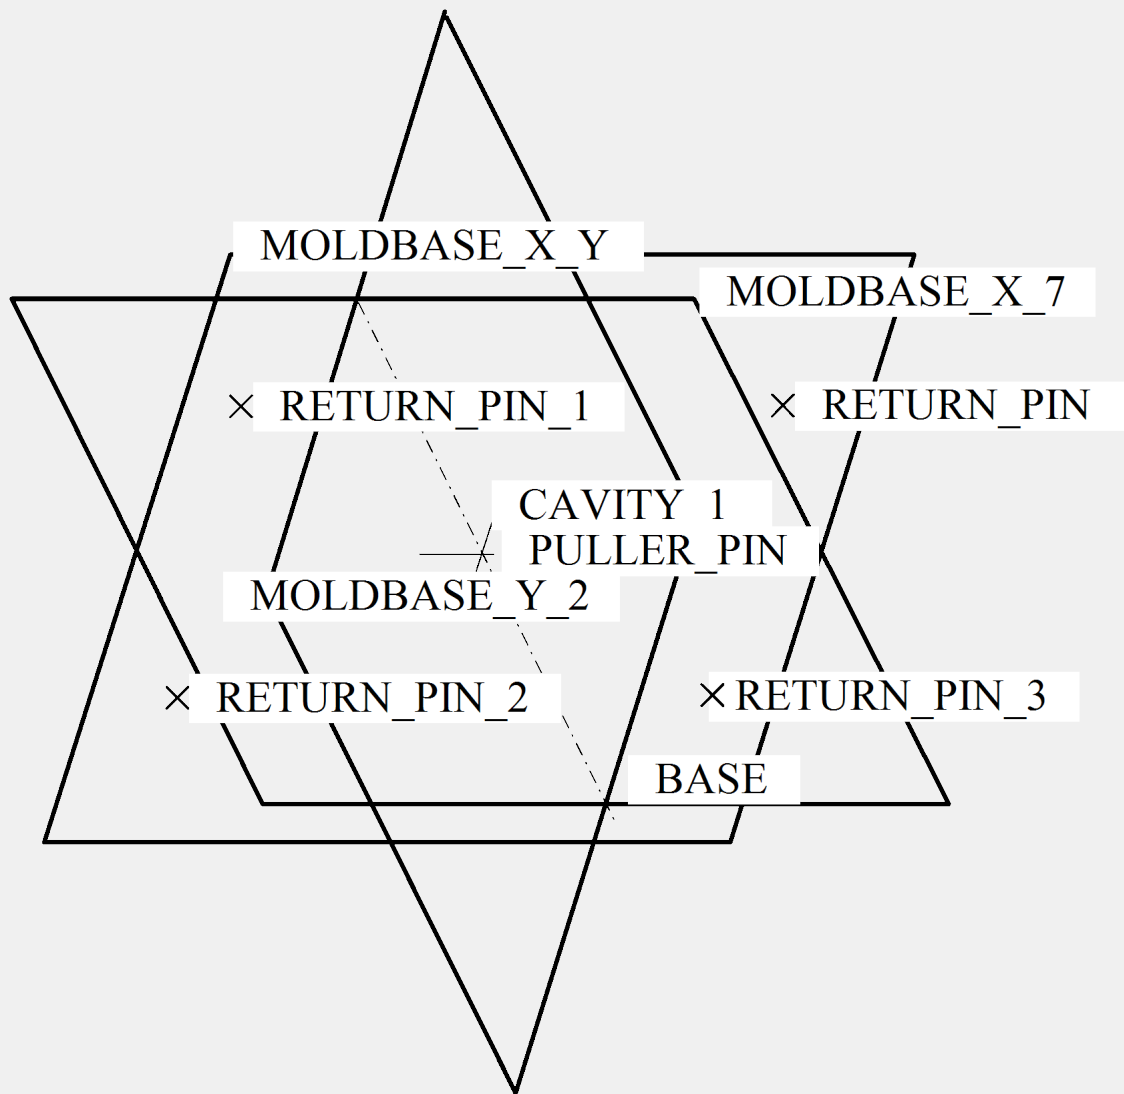 MOLDBASE_X_Y
MOLDBASE_X_7
RETURN_PIN_1
RETURN_PIN
CAVITY_1
PULLER_PIN
MOLDBASE_Y_2
RETURN_PIN_2
RETURN_PIN_3
BASE